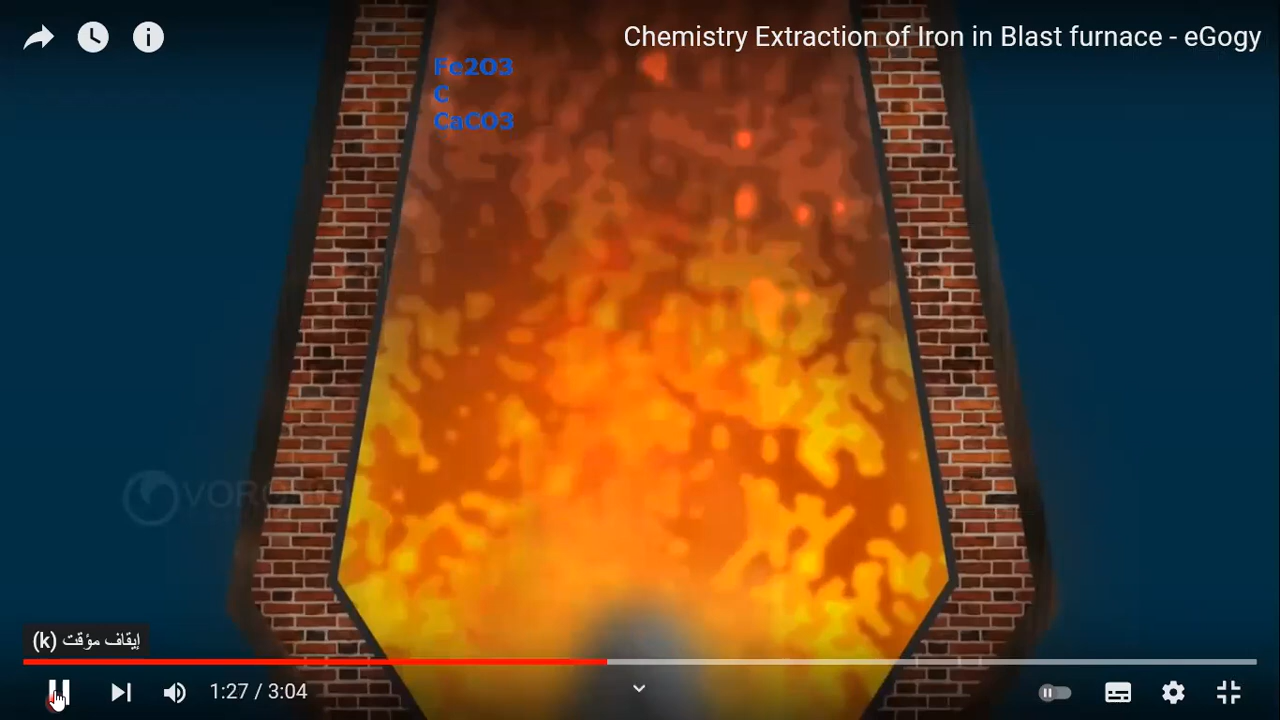 Chemistry Extraction of Iron in Blast furnace - eGogy
Fe2O3
C
CaCO3
إيقاف مؤقت (k)
1:27 / 3:04